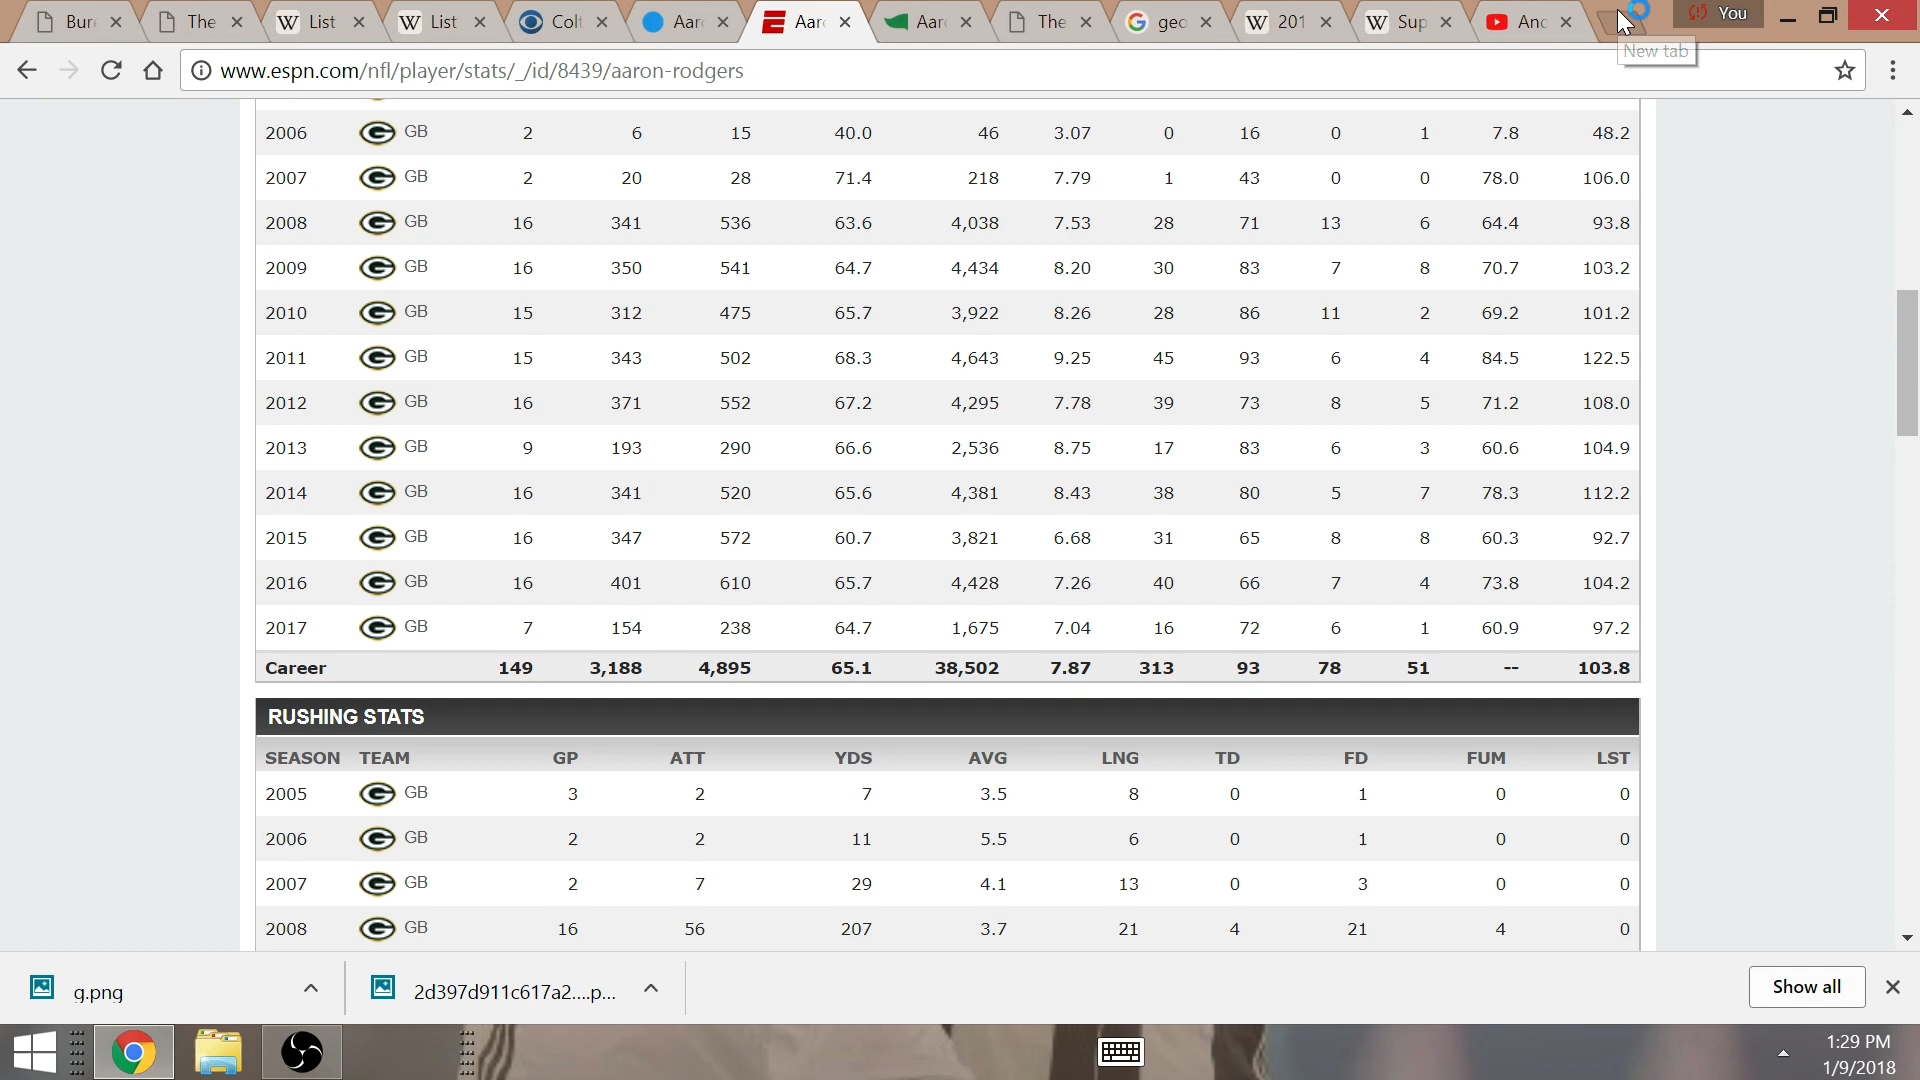 Bure The List List Colt Aaro Aaro Aaro The geo 201 Sup And You
New tab
www.espn.com/nfl/player/stats/_/id/8439/aaron-rodgers
2006 GB 2 6 15 40.0 46 3.07 0 16 0 1 7.8 48.2
2007 GB 2 20 28 71.4 218 7.79 1 43 0 0 78.0 106.0
2008 GB 16 341 536 63.6 4,038 7.53 28 71 13 6 64.4 93.8
2009 GB 16 350 541 64.7 4,434 8.20 30 83 7 8 70.7 103.2
2010 GB 15 312 475 65.7 3,922 8.26 28 86 11 2 69.2 101.2
2011 GB 15 343 502 68.3 4,643 9.25 45 93 6 4 84.5 122.5
2012 GB 16 371 552 67.2 4,295 7.78 39 73 8 5 71.2 108.0
2013 GB 9 193 290 66.6 2,536 8.75 17 83 6 3 60.6 104.9
2014 GB 16 341 520 65.6 4,381 8.43 38 80 5 7 78.3 112.2
2015 GB 16 347 572 60.7 3,821 6.68 31 65 8 8 60.3 92.7
2016 GB 16 401 610 65.7 4,428 7.26 40 66 7 4 73.8 104.2
2017 GB 7 154 238 64.7 1,675 7.04 16 72 6 1 60.9 97.2
Career 149 3,188 4,895 65.1 38,502 7.87 313 93 78 51 -- 103.8
RUSHING STATS
SEASON TEAM GP ATT YDS AVG LNG TD FD FUM LST
2005 GB 3 2 7 3.5 8 0 1 0 0
2006 GB 2 2 11 5.5 6 0 1 0 0
2007 GB 2 7 29 4.1 13 0 3 0 0
2008 GB 16 56 207 3.7 21 4 21 4 0
g.png 2d397d911c617a2....p... Show all
1:29 PM
1/9/2018